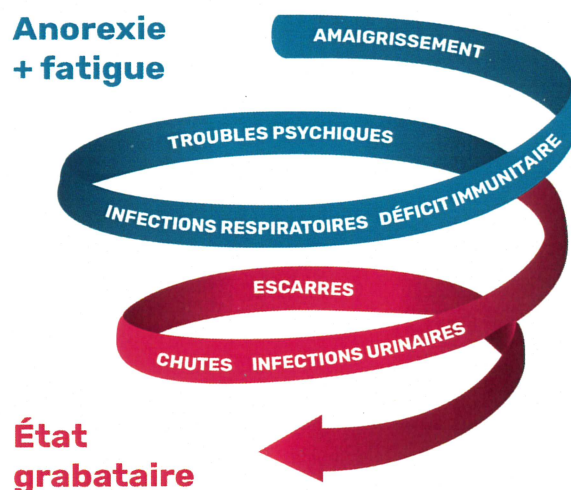 Anorexie
+ fatigue
AMAIGRISSEMENT
DÉFICIT IMMUNITAIRE
INFECTIONS RESPIRATOIRES
TROUBLES PSYCHIQUES
INFECTIONS URINAIRES
CHUTES
ESCARRES
État
grabataire